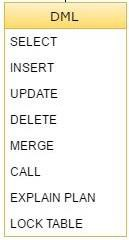 DML
SELECT
INSERT
UPDATE
DELETE
MERGE
CALL
EXPLAIN PLAN
LOCK TABLE